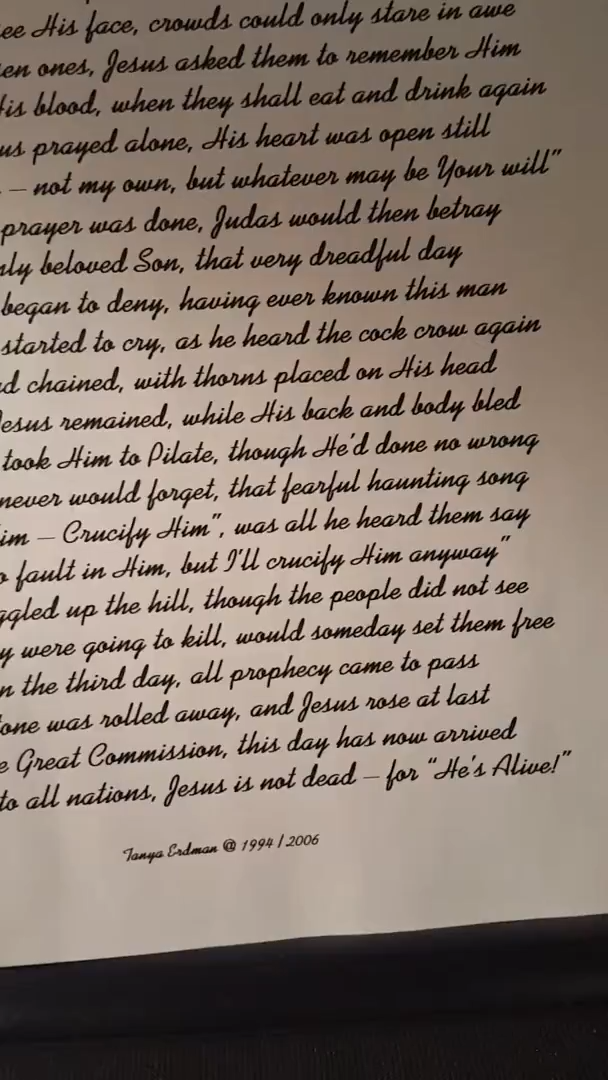 His face, crowds could only stare in awe
ones, Jesus asked them to remember Him
His blood, when they shall eat and drink again
prayed alone, His heart was open still
– not my own, but whatever may be Your will"
prayer was done, Judas would then betray
beloved Son, that very dreadful day
began to deny, having ever known this man
started to cry, as he heard the cock crow again
chained, with thorns placed on His head
Jesus remained, while His back and body bled
took Him to Pilate, though He'd done no wrong
never would forget, that fearful haunting song
– Crucify Him", was all he heard them say
fault in Him, but I'll crucify Him anyway"
up the hill, though the people did not see
were going to kill, would someday set them free
the third day, all prophecy came to pass
was rolled away, and Jesus rose at last
Great Commission, this day has now arrived
to all nations, Jesus is not dead – for "He's Alive!"
Tanya Erdman @ 1994 / 2006